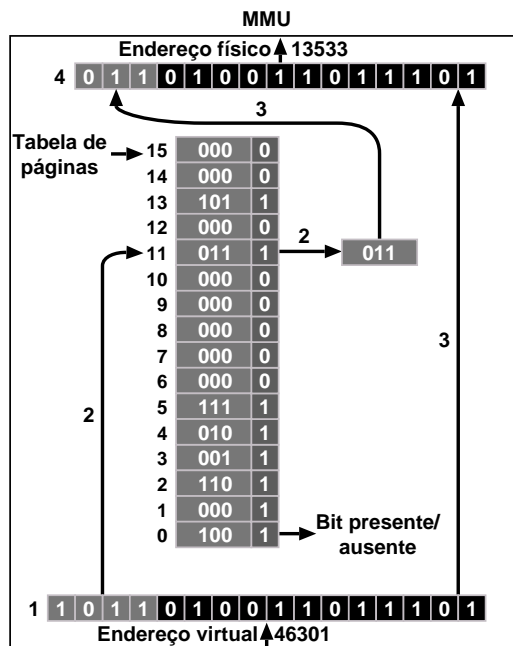 MMU
Endereço físico 13533
4 0 1 1 0 1 0 0 1 1 0 1 1 1 0 1
3
Tabela de
páginas
15 000 0
14 000 0
13 101 1
12 000 0
11 011 1 2 011
10 000 0
9 000 0
8 000 0
7 000 0
6 000 0
5 111 1
4 010 1
3 001 1
2 110 1
1 000 1
0 100 1
2
3
Bit presente/
ausente
1 1 0 1 1 0 1 0 0 1 1 0 1 1 1 0 1
Endereço virtual 46301